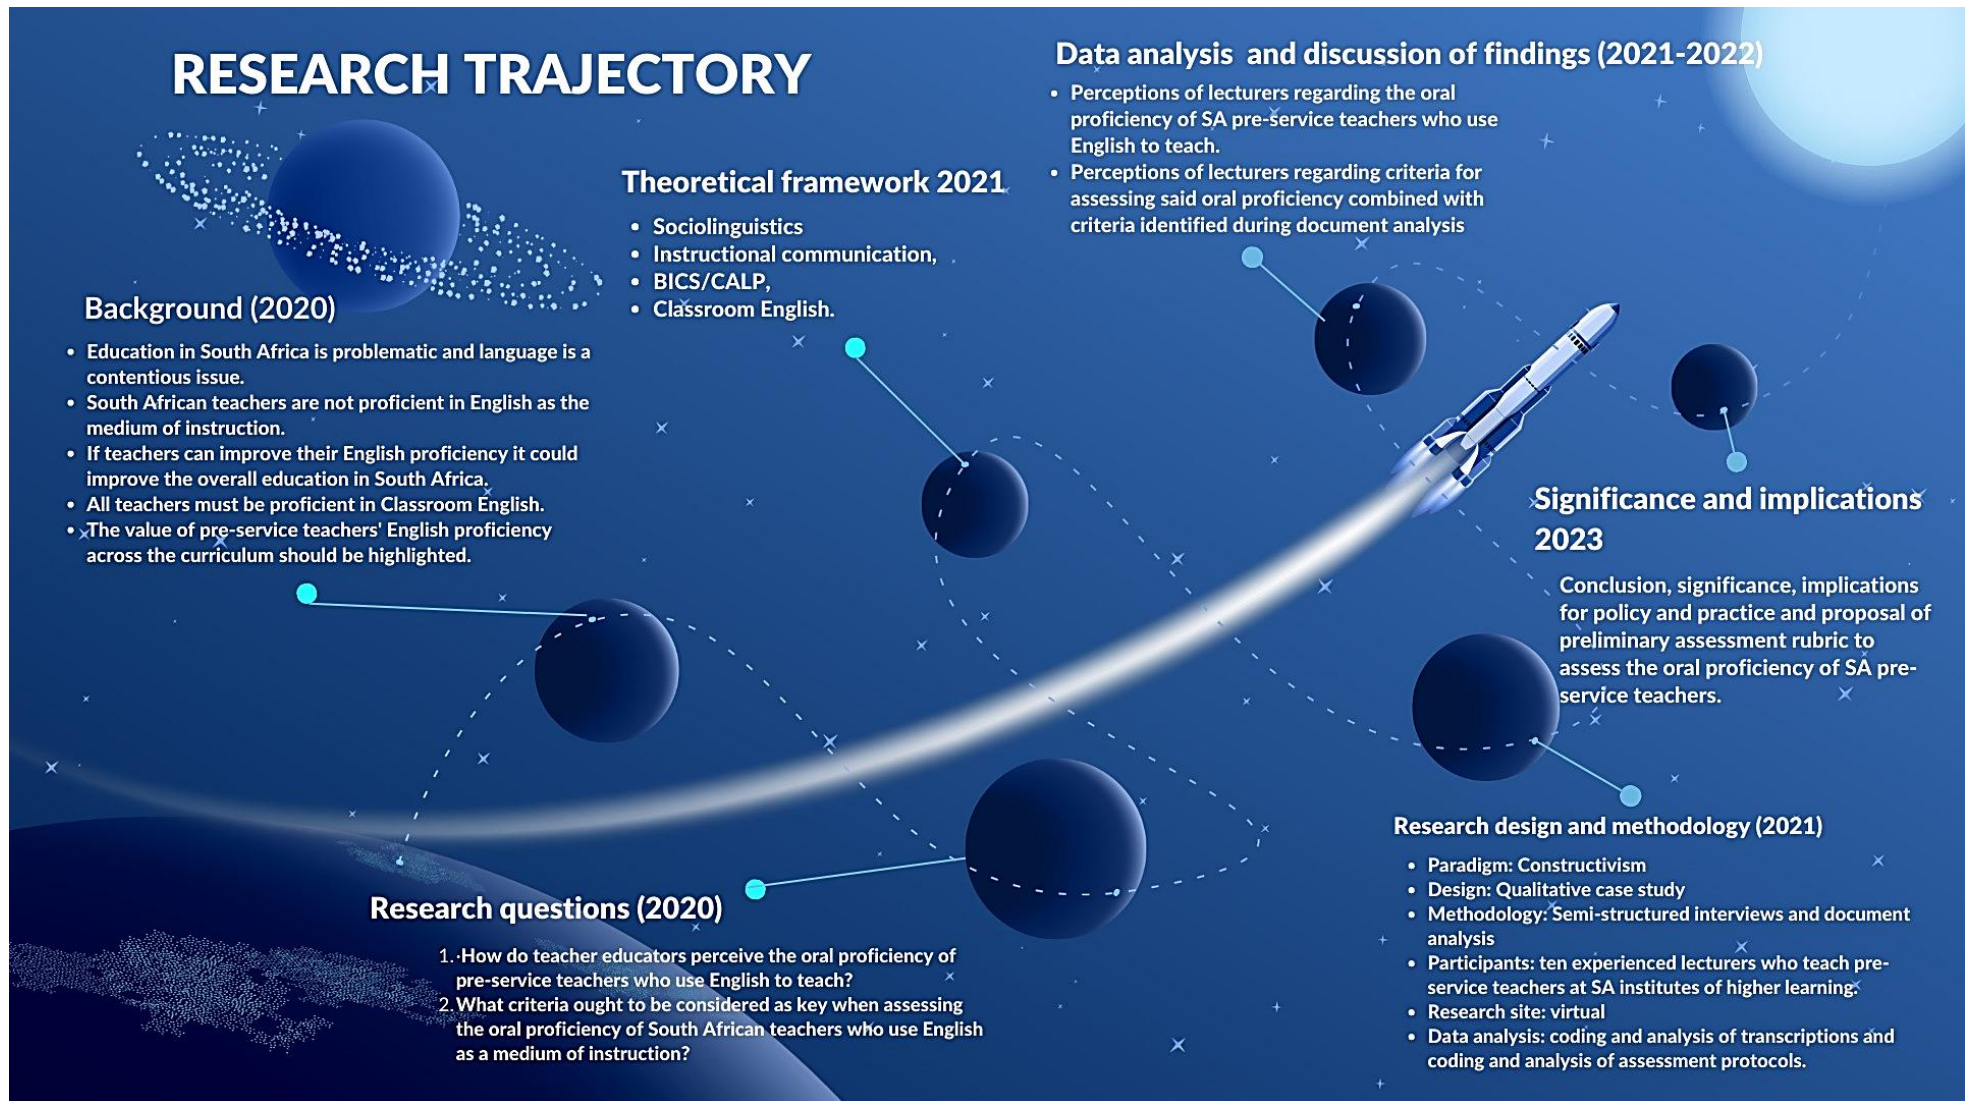 RESEARCH TRAJECTORY
Background (2020)
• Education in South Africa is problematic and language is a
contentious issue.
• South African teachers are not proficient in English as the
medium of instruction.
• If teachers can improve their English proficiency it could
improve the overall education in South Africa.
• All teachers must be proficient in Classroom English.
• The value of pre-service teachers' English proficiency
across the curriculum should be highlighted.
Research questions (2020)
1. ·How do teacher educators perceive the oral proficiency of
pre-service teachers who use English to teach?
2. What criteria ought to be considered as key when assessing
the oral proficiency of South African teachers who use English
as a medium of instruction?
Theoretical framework 2021
• Sociolinguistics
• Instructional communication,
• BICS/CALP,
• Classroom English.
Research design and methodology (2021)
• Paradigm: Constructivism
• Design: Qualitative case study
• Methodology: Semi-structured interviews and document
analysis
• Participants: ten experienced lecturers who teach pre-
service teachers at SA institutes of higher learning.
• Research site: virtual
• Data analysis: coding and analysis of transcriptions and
coding and analysis of assessment protocols.
Data analysis  and discussion of findings (2021-2022)
• Perceptions of lecturers regarding the oral
proficiency of SA pre-service teachers who use
English to teach.
• Perceptions of lecturers regarding criteria for
assessing said oral proficiency combined with
criteria identified during document analysis
Significance and implications
2023
Conclusion, significance, implications
for policy and practice and proposal of
preliminary assessment rubric to
assess the oral proficiency of SA pre-
service teachers.